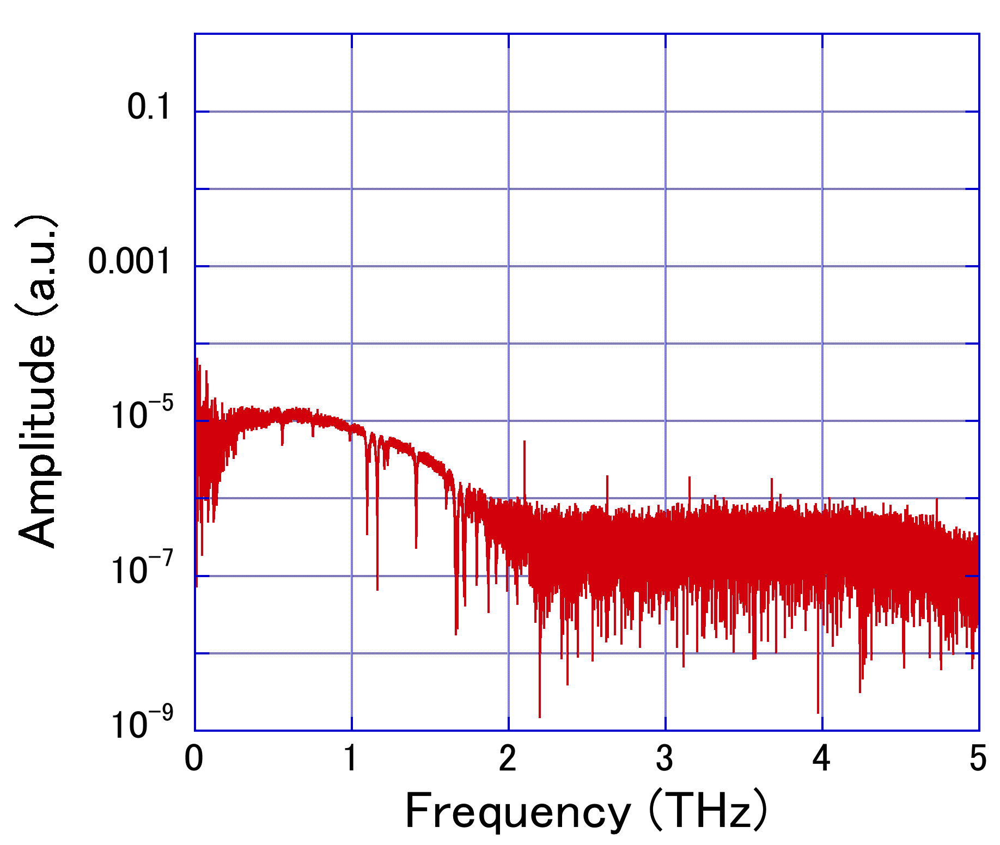 0.1
0.001
10⁻⁵
10⁻⁷
10⁻⁹
Amplitude (a.u.)
0 1 2 3 4 5
Frequency (THz)